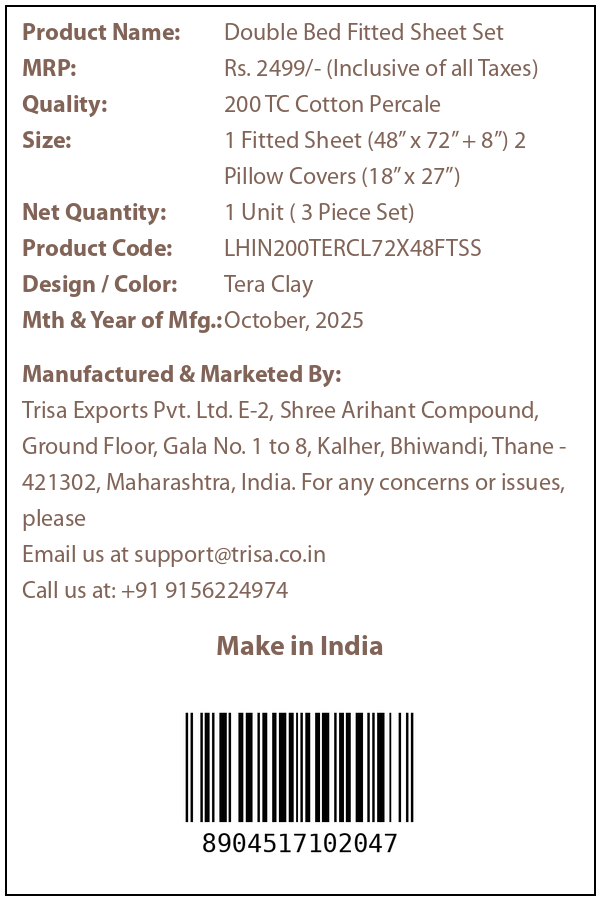 Product Name: Double Bed Fitted Sheet Set
MRP: Rs. 2499/- (Inclusive of all Taxes)
Quality: 200 TC Cotton Percale
Size: 1 Fitted Sheet (48” x 72” + 8”) 2
Pillow Covers (18” x 27”)
Net Quantity: 1 Unit ( 3 Piece Set)
Product Code: LHIN200TERCL72X48FTSS
Design / Color: Tera Clay
Mth & Year of Mfg.: October, 2025
Manufactured & Marketed By:
Trisa Exports Pvt. Ltd. E-2, Shree Arihant Compound,
Ground Floor, Gala No. 1 to 8, Kalher, Bhiwandi, Thane -
421302, Maharashtra, India. For any concerns or issues,
please
Email us at support@trisa.co.in
Call us at: +91 9156224974
Make in India
8904517102047